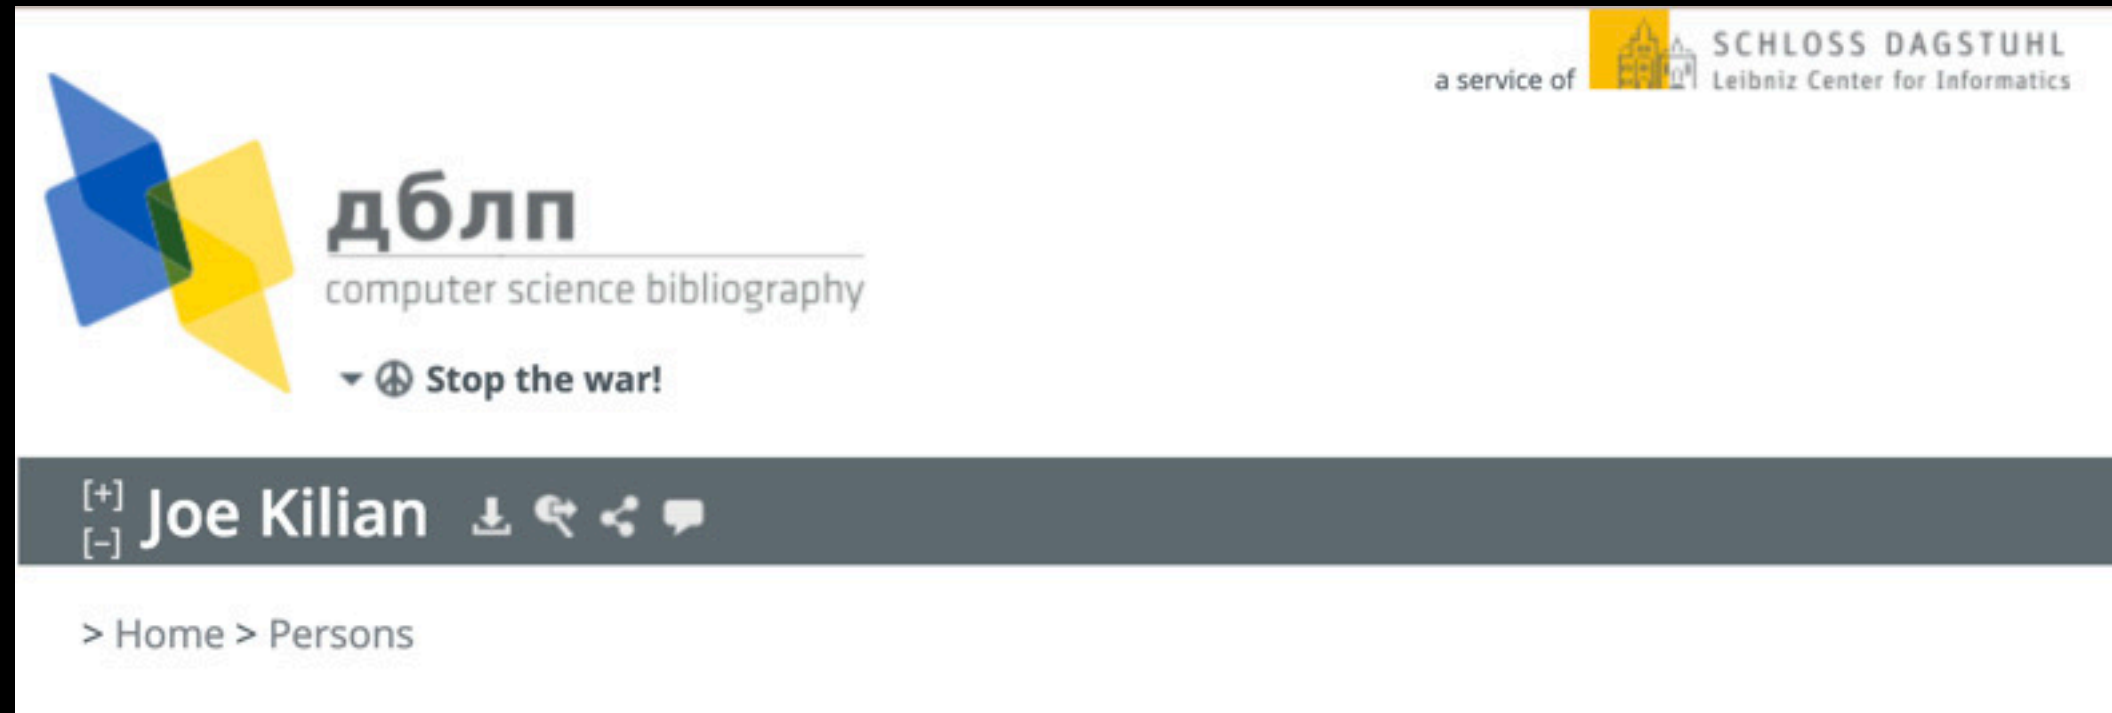 a service of
SCHLOSS DAGSTUHL
Leibniz Center for Informatics
дблп
computer science bibliography
Stop the war!
[+]
[–]
Joe Kilian
> Home > Persons